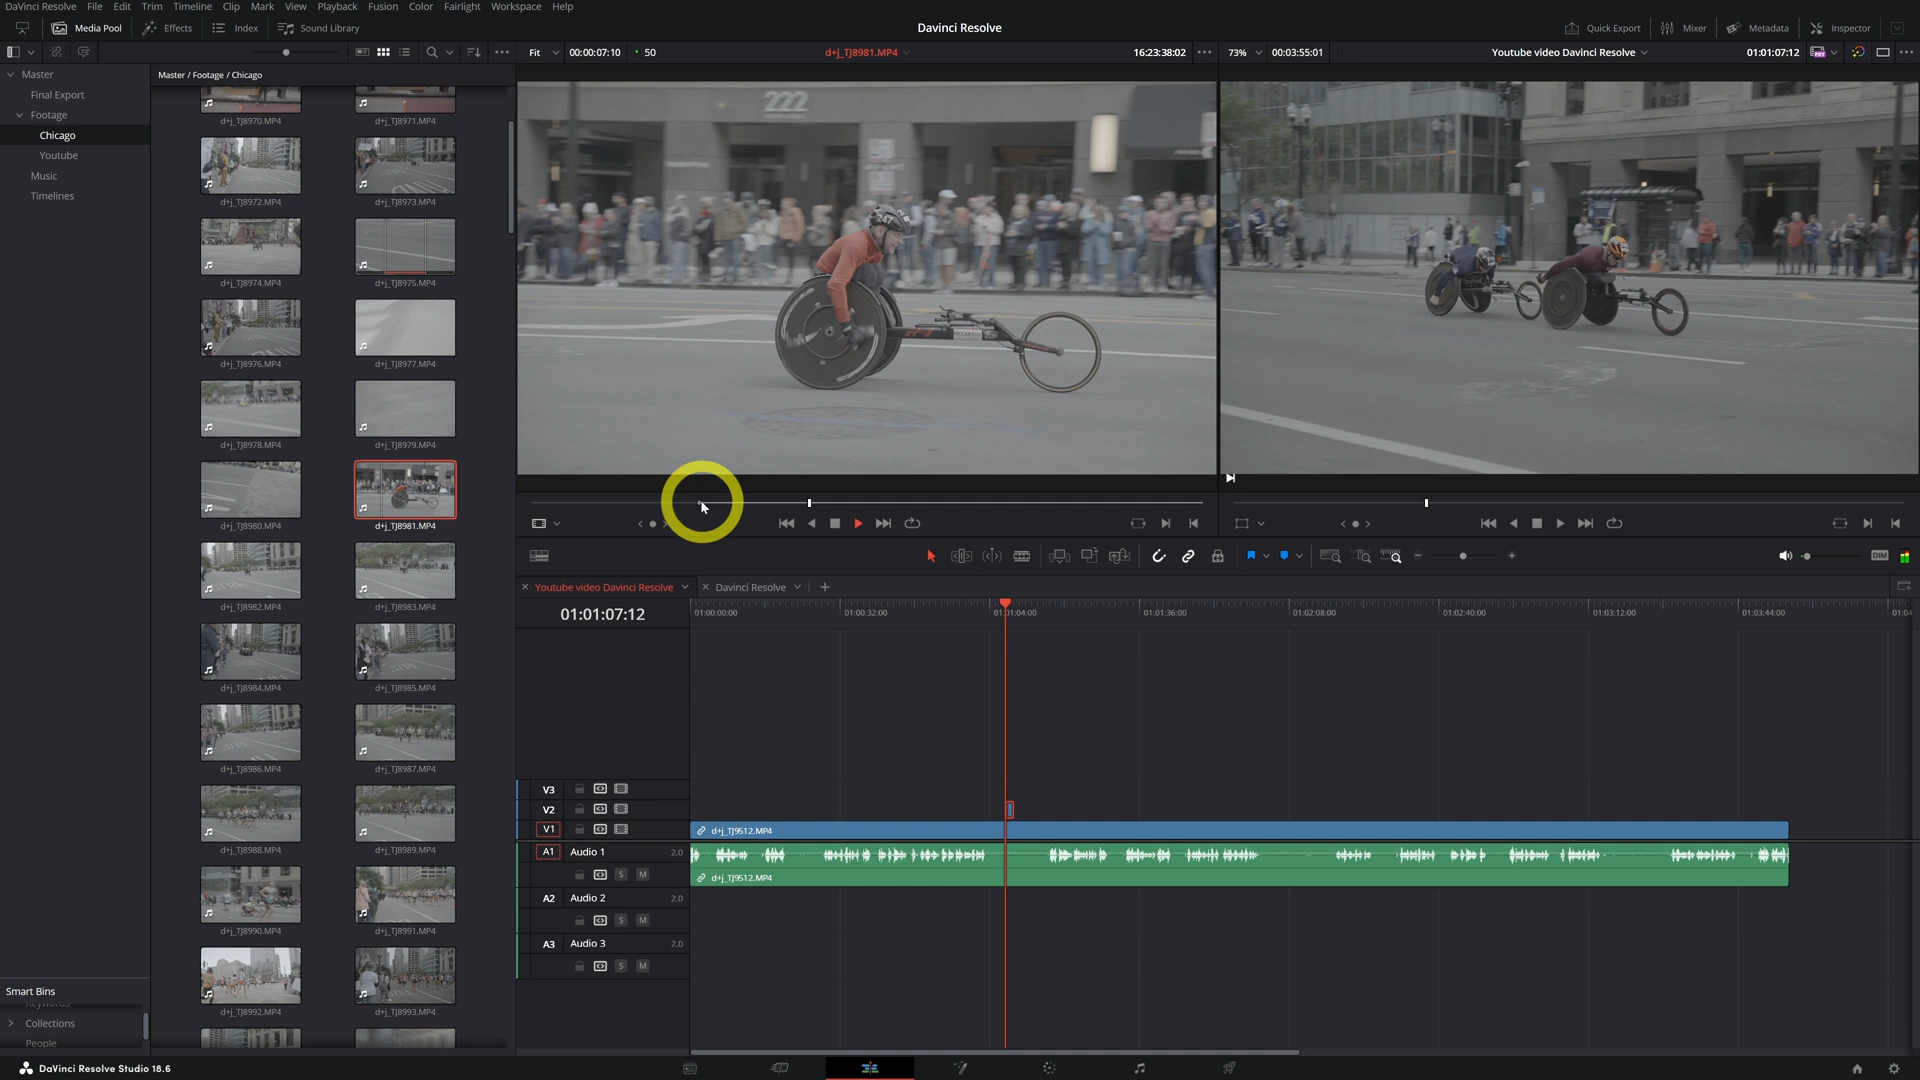 DaVinci Resolve File Edit Trim Timeline Clip Mark View Playback Fusion Color Fairlight Workspace Help
Media Pool Effects Index Sound Library
Davinci Resolve
Quick Export Mixer Metadata Inspector
Fit 00:00:07:10 50 d+j_TJ8981.MP4 16:23:38:02
73% 00:03:55:01 Youtube video Davinci Resolve 01:01:07:12
Master
Final Export
Footage
Chicago
Youtube
Music
Timelines
Master / Footage / Chicago
d+j_TJ8970.MP4 d+j_TJ8971.MP4
d+j_TJ8972.MP4 d+j_TJ8973.MP4
d+j_TJ8974.MP4 d+j_TJ8975.MP4
d+j_TJ8976.MP4 d+j_TJ8977.MP4
d+j_TJ8978.MP4 d+j_TJ8979.MP4
d+j_TJ8980.MP4 d+j_TJ8981.MP4
d+j_TJ8982.MP4 d+j_TJ8983.MP4
d+j_TJ8984.MP4 d+j_TJ8985.MP4
d+j_TJ8986.MP4 d+j_TJ8987.MP4
d+j_TJ8988.MP4 d+j_TJ8989.MP4
d+j_TJ8990.MP4 d+j_TJ8991.MP4
d+j_TJ8992.MP4 d+j_TJ8993.MP4
222
247
DIM
Youtube video Davinci Resolve Davinci Resolve
01:01:07:12
01:00:00:00 01:00:32:00 01:01:04:00 01:01:36:00 01:02:08:00 01:02:40:00 01:03:12:00 01:03:44:00 01:04
V3
V2
V1 d+j_TJ9512.MP4
A1 Audio 1 2.0
S M d+j_TJ9512.MP4
A2 Audio 2 2.0
S M
A3 Audio 3 2.0
S M
Smart Bins
Keywords
Collections
People
DaVinci Resolve Studio 18.6